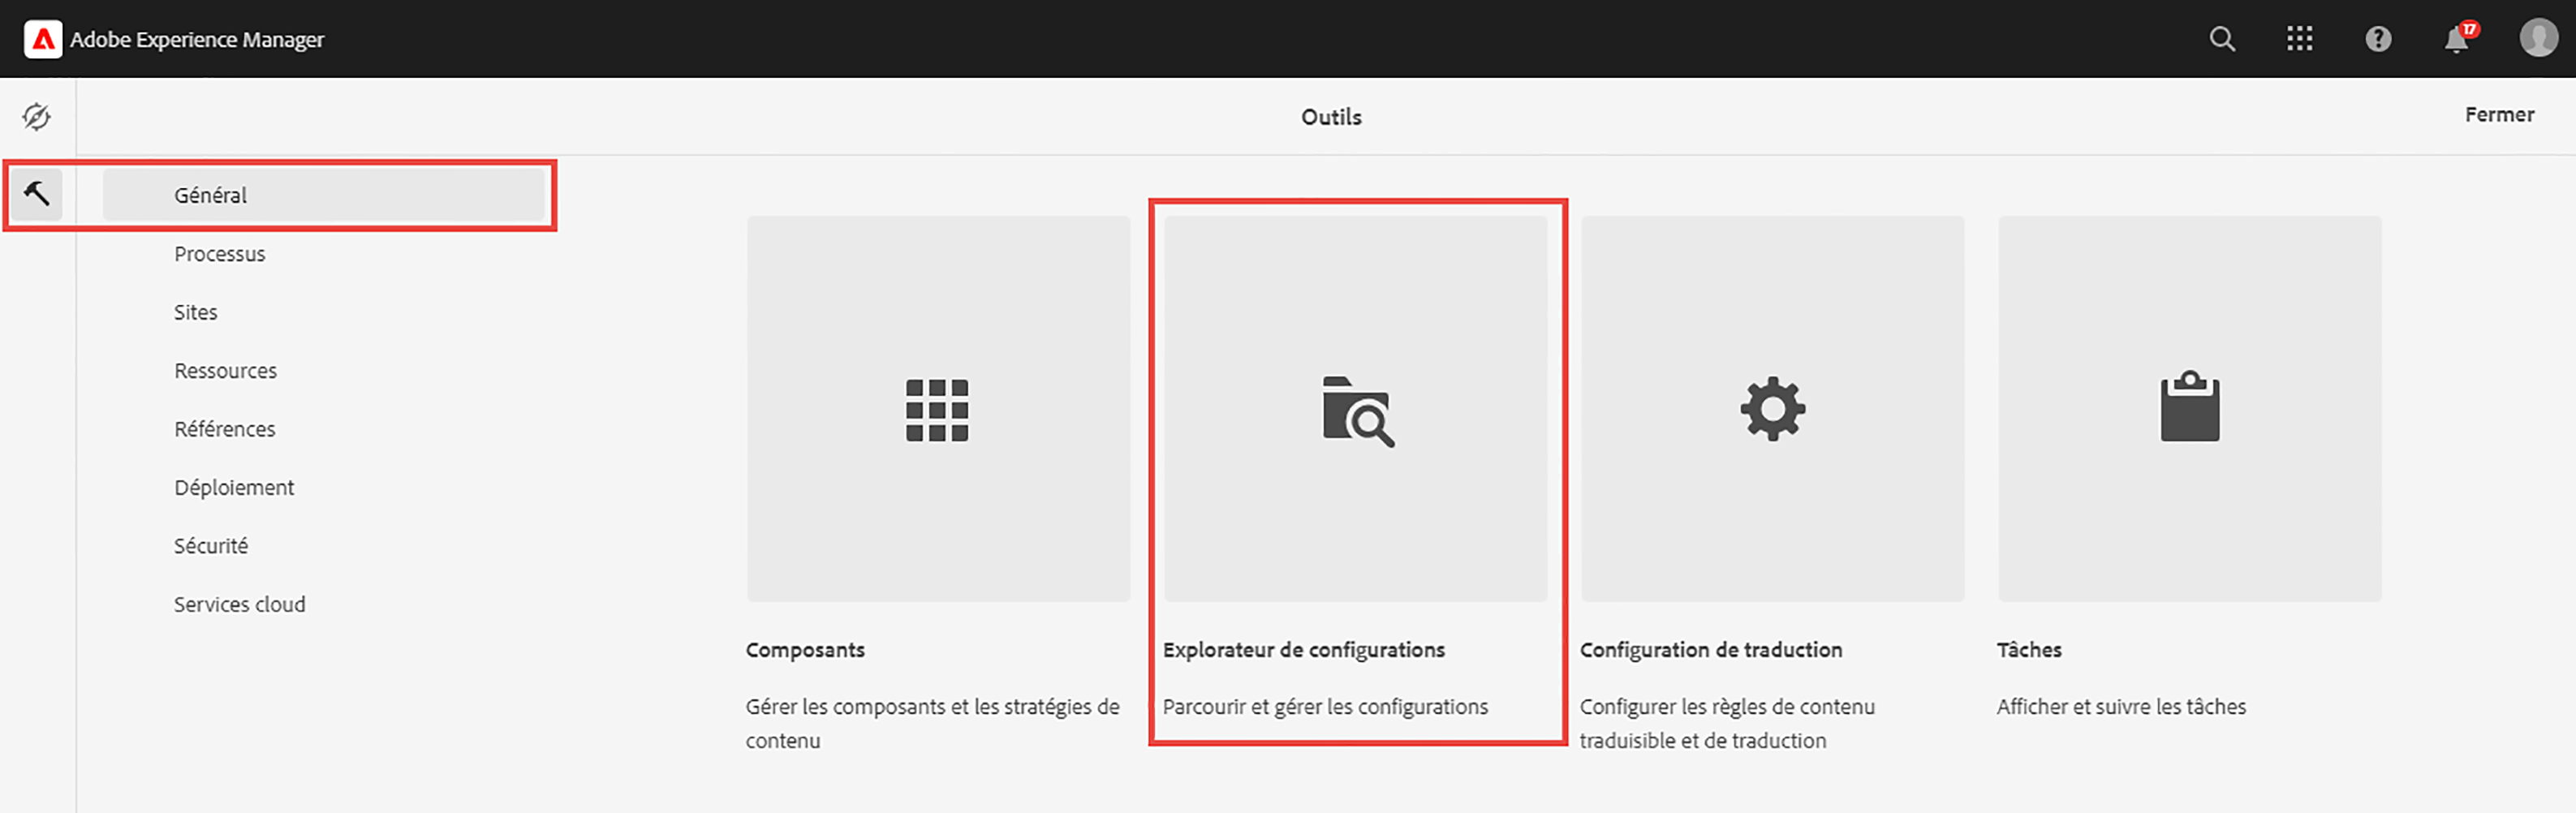 Adobe Experience Manager
17
Outils
Fermer
Général
Processus
Sites
Ressources
Références
Déploiement
Sécurité
Services cloud
Composants
Gérer les composants et les stratégies de
contenu
Explorateur de configurations
Parcourir et gérer les configurations
Configuration de traduction
Configurer les règles de contenu
traduisible et de traduction
Tâches
Afficher et suivre les tâches